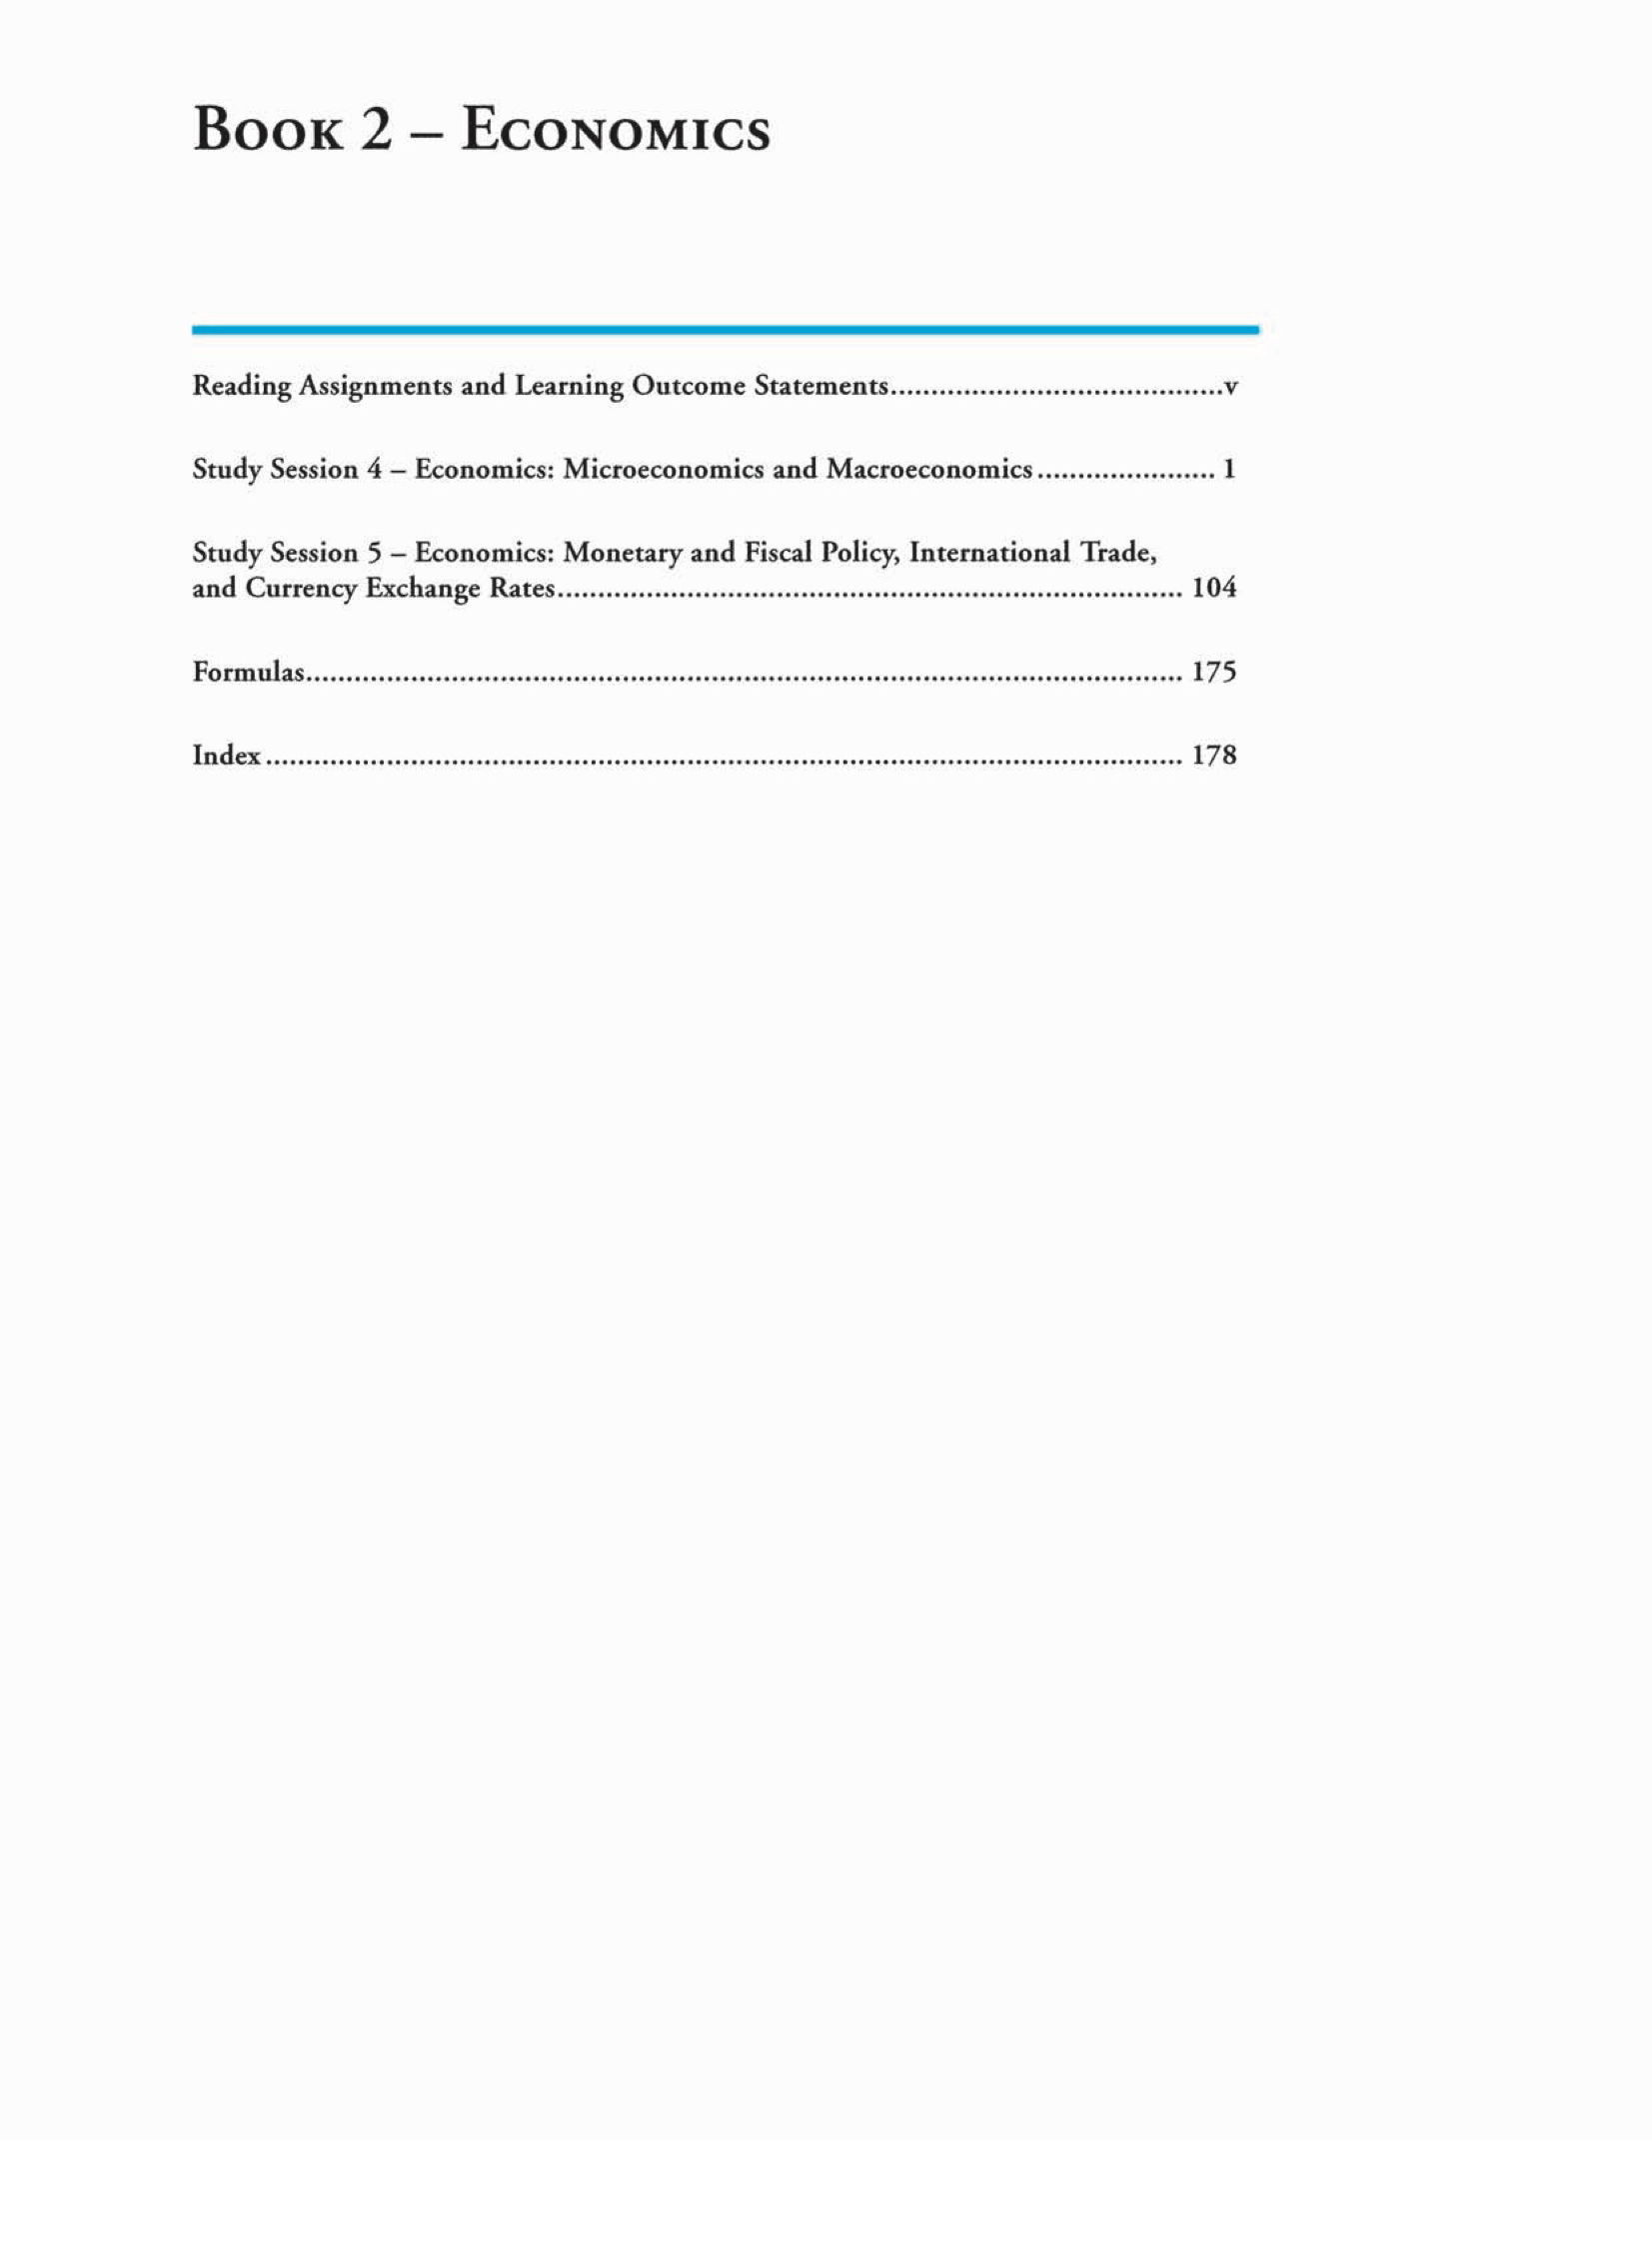 BOOK 2 – ECONOMICS
Reading Assignments and Learning Outcome Statements.........................................v
Study Session 4 – Economics: Microeconomics and Macroeconomics...................... 1
Study Session 5 – Economics: Monetary and Fiscal Policy, International Trade,
and Currency Exchange Rates............................................................................. 104
Formulas............................................................................................................ 175
Index................................................................................................................. 178